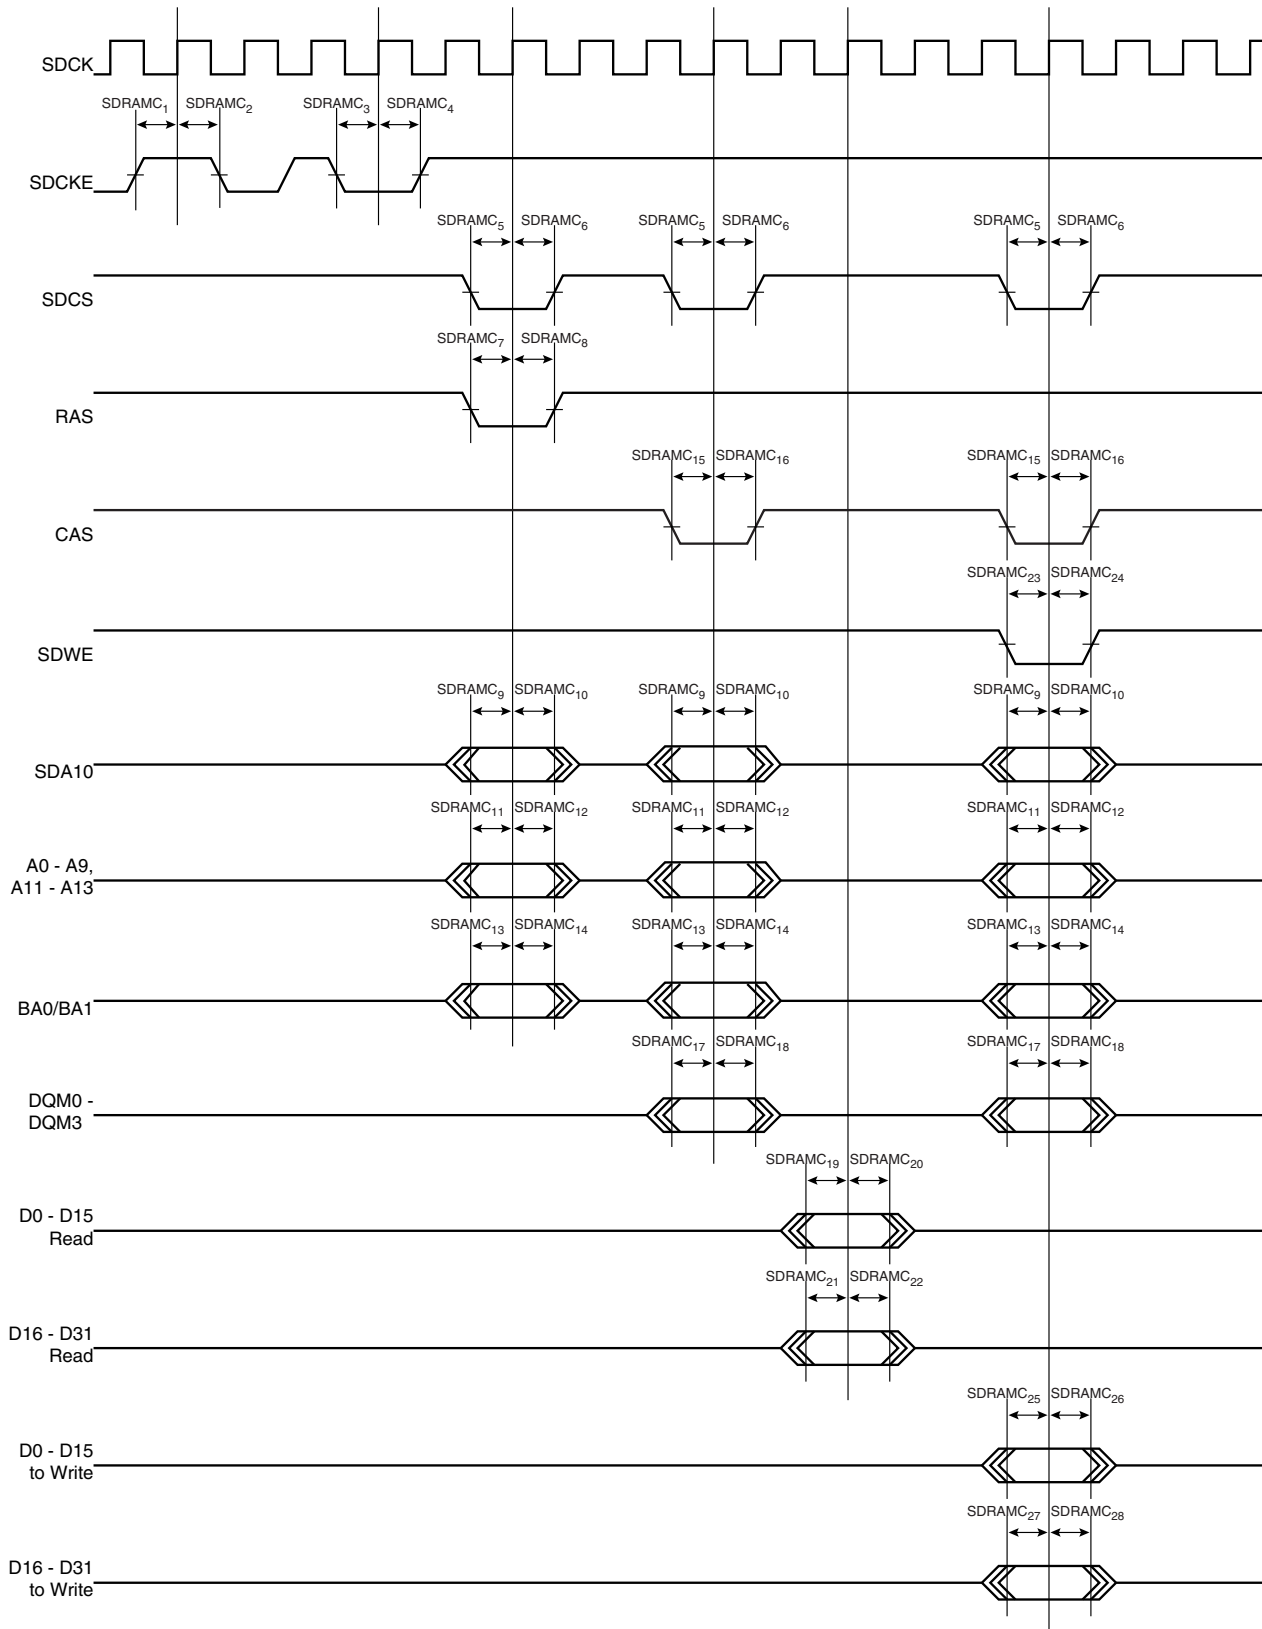 SDCK
SDRAMC1 SDRAMC2 SDRAMC3 SDRAMC4
SDCKE
SDRAMC5 SDRAMC6 SDRAMC5 SDRAMC6 SDRAMC5 SDRAMC6
SDCS
SDRAMC7 SDRAMC8
RAS
SDRAMC15 SDRAMC16 SDRAMC15 SDRAMC16
CAS
SDRAMC23 SDRAMC24
SDWE
SDRAMC9 SDRAMC10 SDRAMC9 SDRAMC10 SDRAMC9 SDRAMC10
SDA10
SDRAMC11 SDRAMC12 SDRAMC11 SDRAMC12 SDRAMC11 SDRAMC12
A0 - A9,
A11 - A13
SDRAMC13 SDRAMC14 SDRAMC13 SDRAMC14 SDRAMC13 SDRAMC14
BA0/BA1
SDRAMC17 SDRAMC18 SDRAMC17 SDRAMC18
DQM0 -
DQM3
SDRAMC19 SDRAMC20
D0 - D15
Read
SDRAMC21 SDRAMC22
D16 - D31
Read
SDRAMC25 SDRAMC26
D0 - D15
to Write
SDRAMC27 SDRAMC28
D16 - D31
to Write